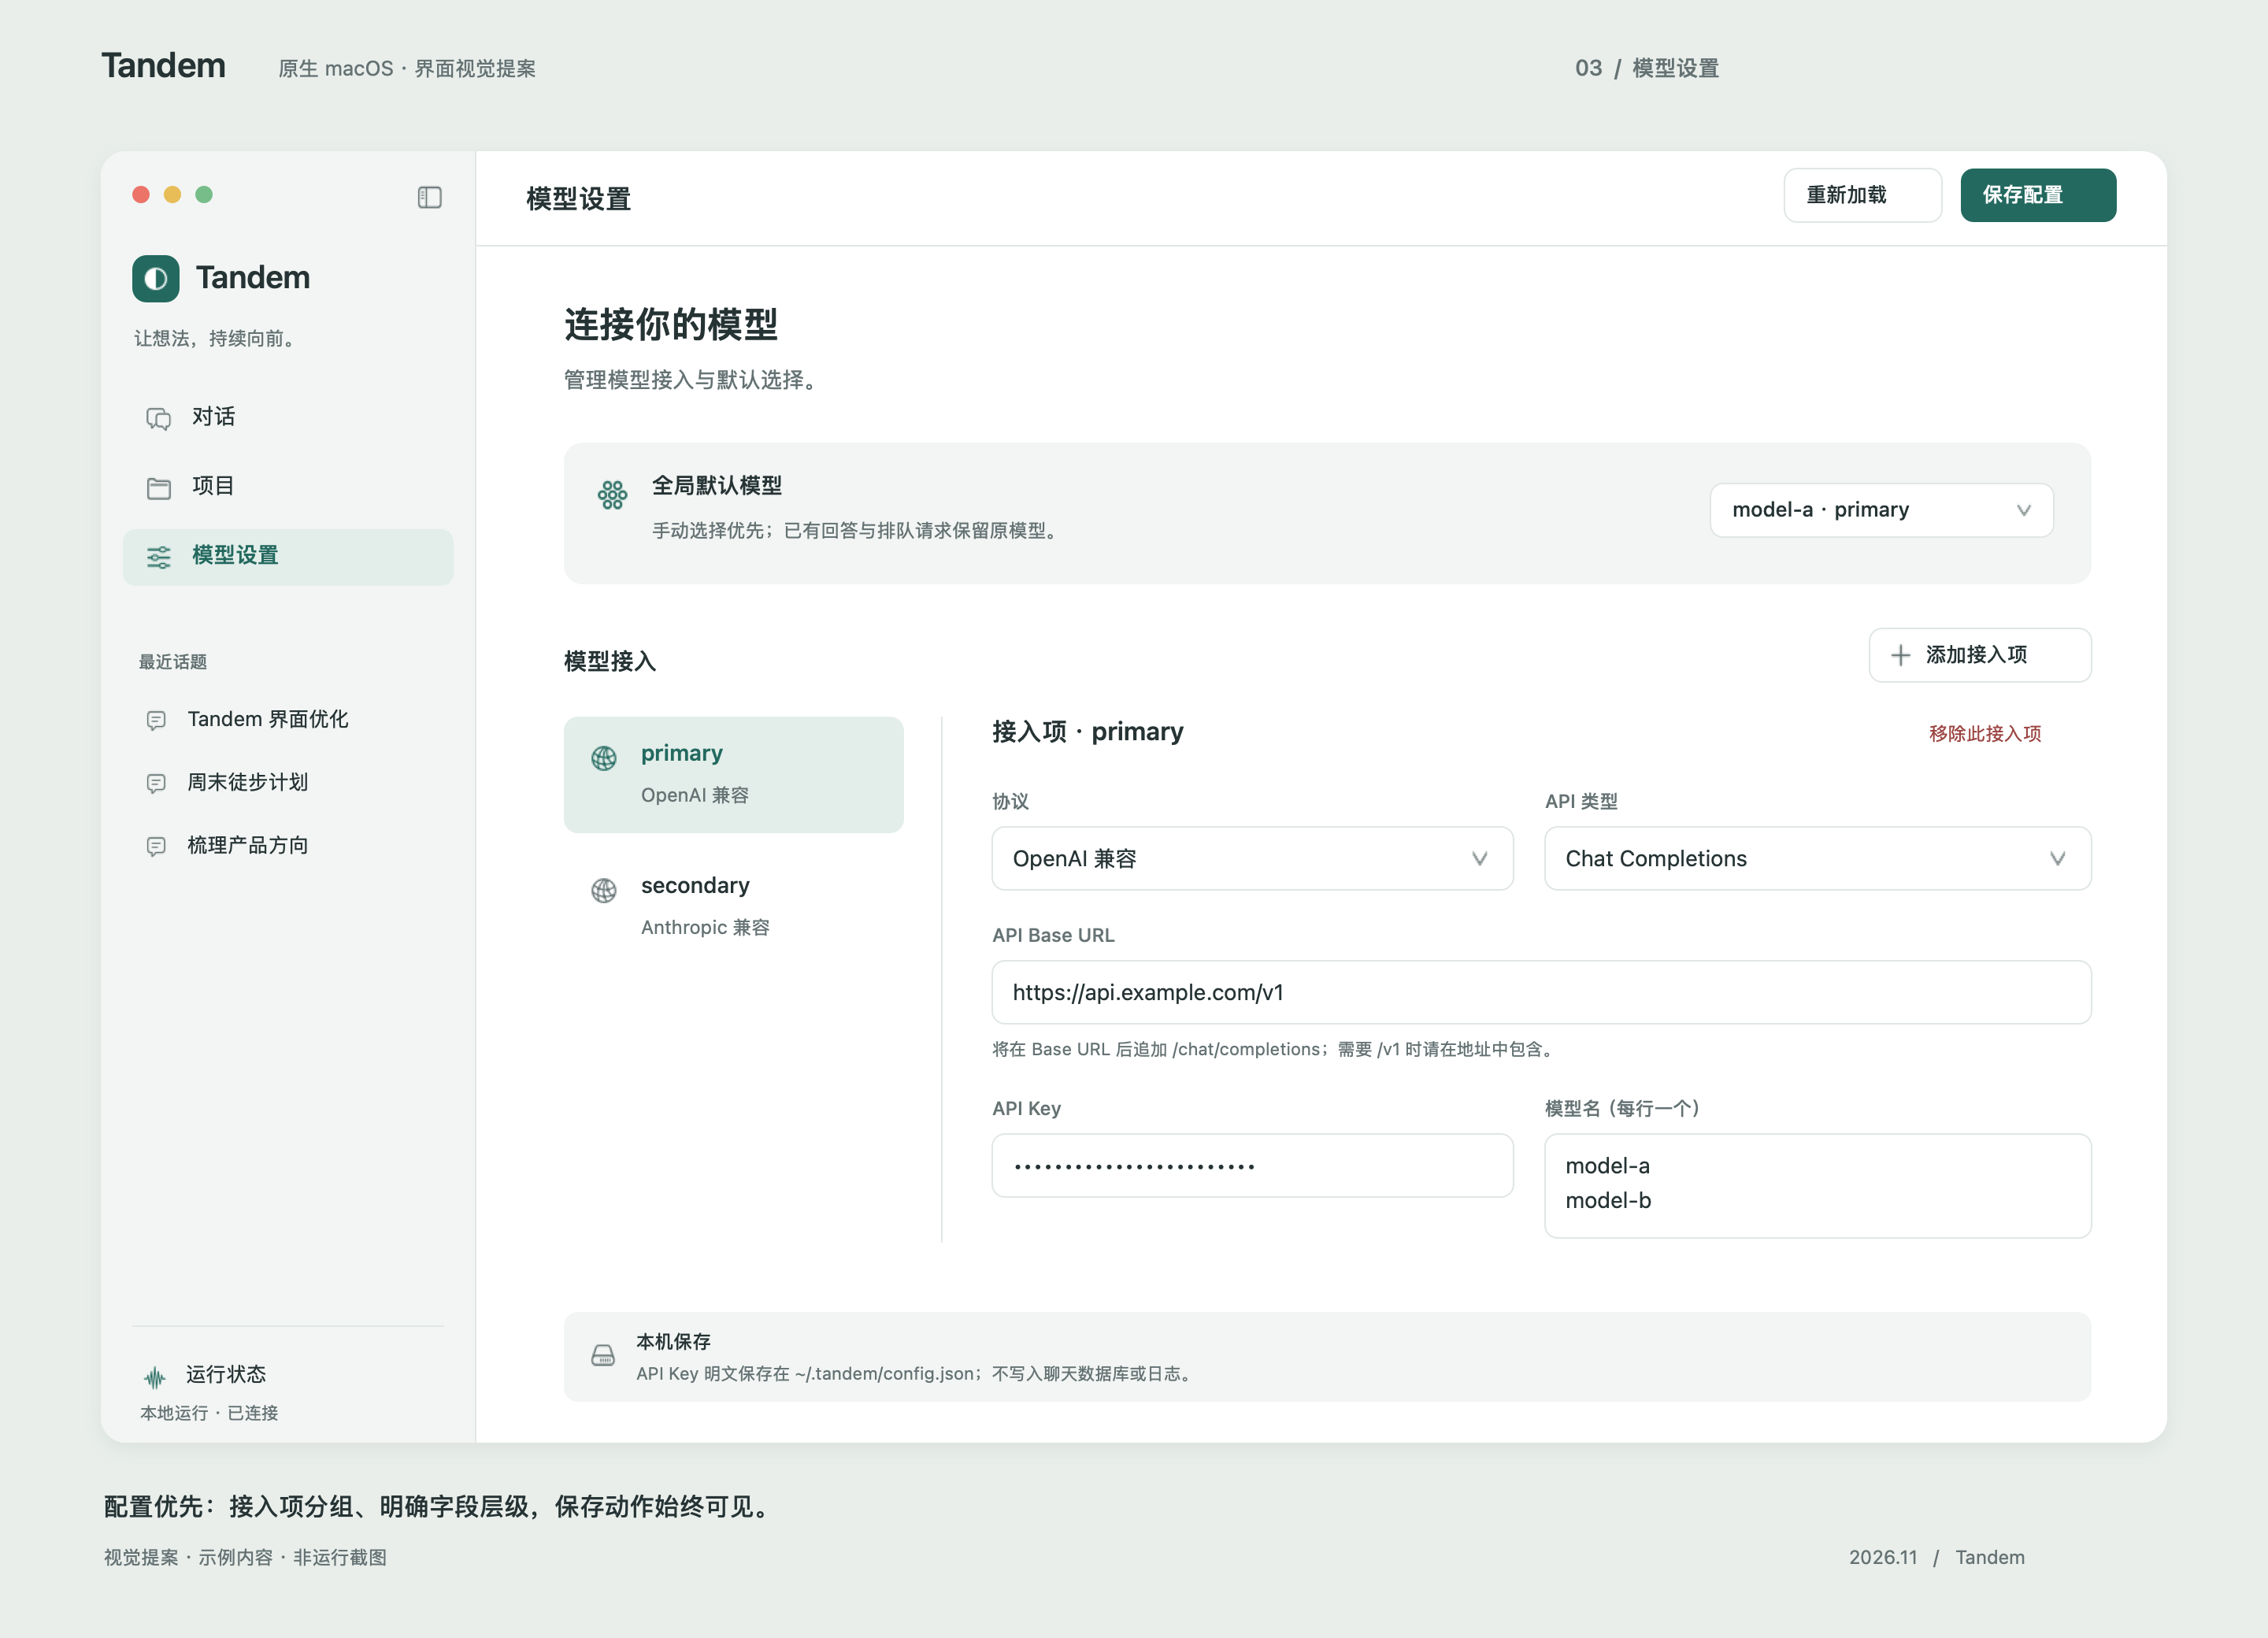 Tandem
原生 macOS · 界面视觉提案
03 / 模型设置
Tandem
让想法，持续向前。
对话
项目
模型设置
最近话题
Tandem 界面优化
周末徒步计划
梳理产品方向
运行状态
本地运行 · 已连接
模型设置
重新加载
保存配置
连接你的模型
管理模型接入与默认选择。
全局默认模型
手动选择优先；已有回答与排队请求保留原模型。
model-a · primary
模型接入
添加接入项
primary
OpenAI 兼容
secondary
Anthropic 兼容
接入项 · primary
移除此接入项
协议
OpenAI 兼容
API 类型
Chat Completions
API Base URL
https://api.example.com/v1
将在 Base URL 后追加 /chat/completions；需要 /v1 时请在地址中包含。
API Key
••••••••••••••••••••••••
模型名（每行一个）
model-a
model-b
本机保存
API Key 明文保存在 ~/.tandem/config.json；不写入聊天数据库或日志。
配置优先：接入项分组、明确字段层级，保存动作始终可见。
视觉提案 · 示例内容 · 非运行截图
2026.11 / Tandem